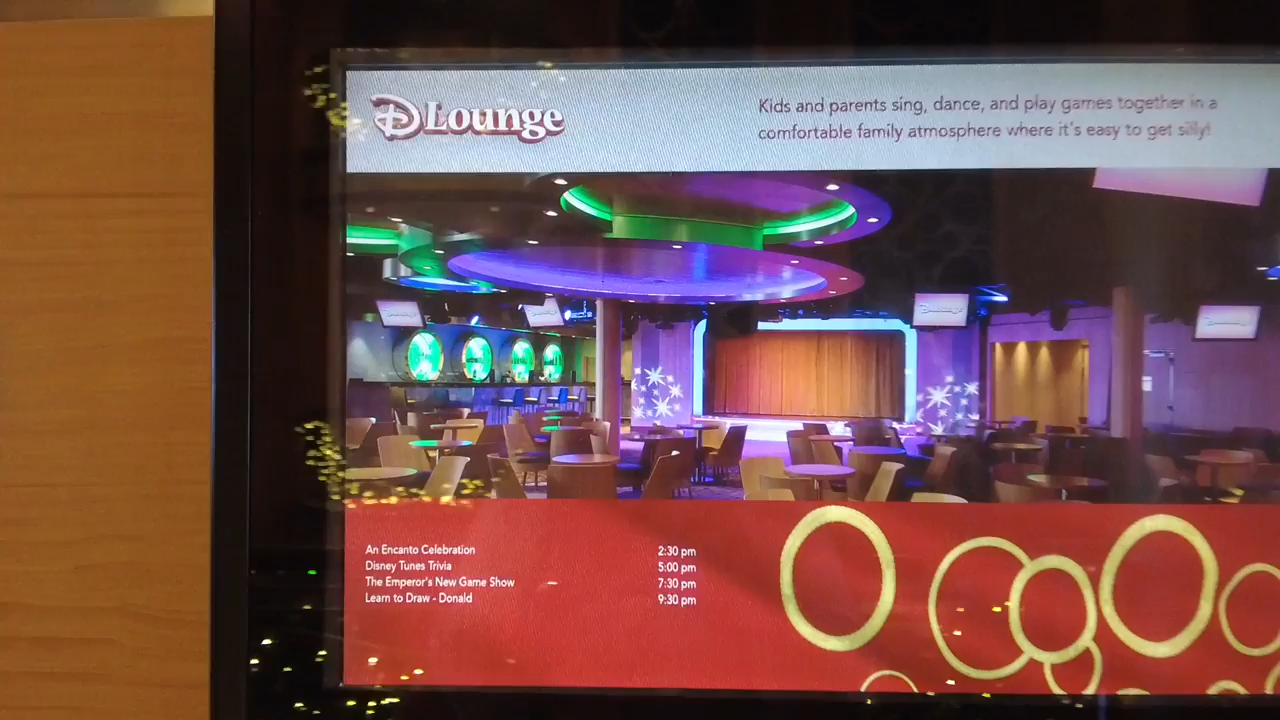 D Lounge
Kids and parents sing, dance, and play games together in a
comfortable family atmosphere where it's easy to get silly!
An Encanto Celebration 2:30 pm
Disney Tunes Trivia 5:00 pm
The Emperor's New Game Show 7:30 pm
Learn to Draw - Donald 9:30 pm